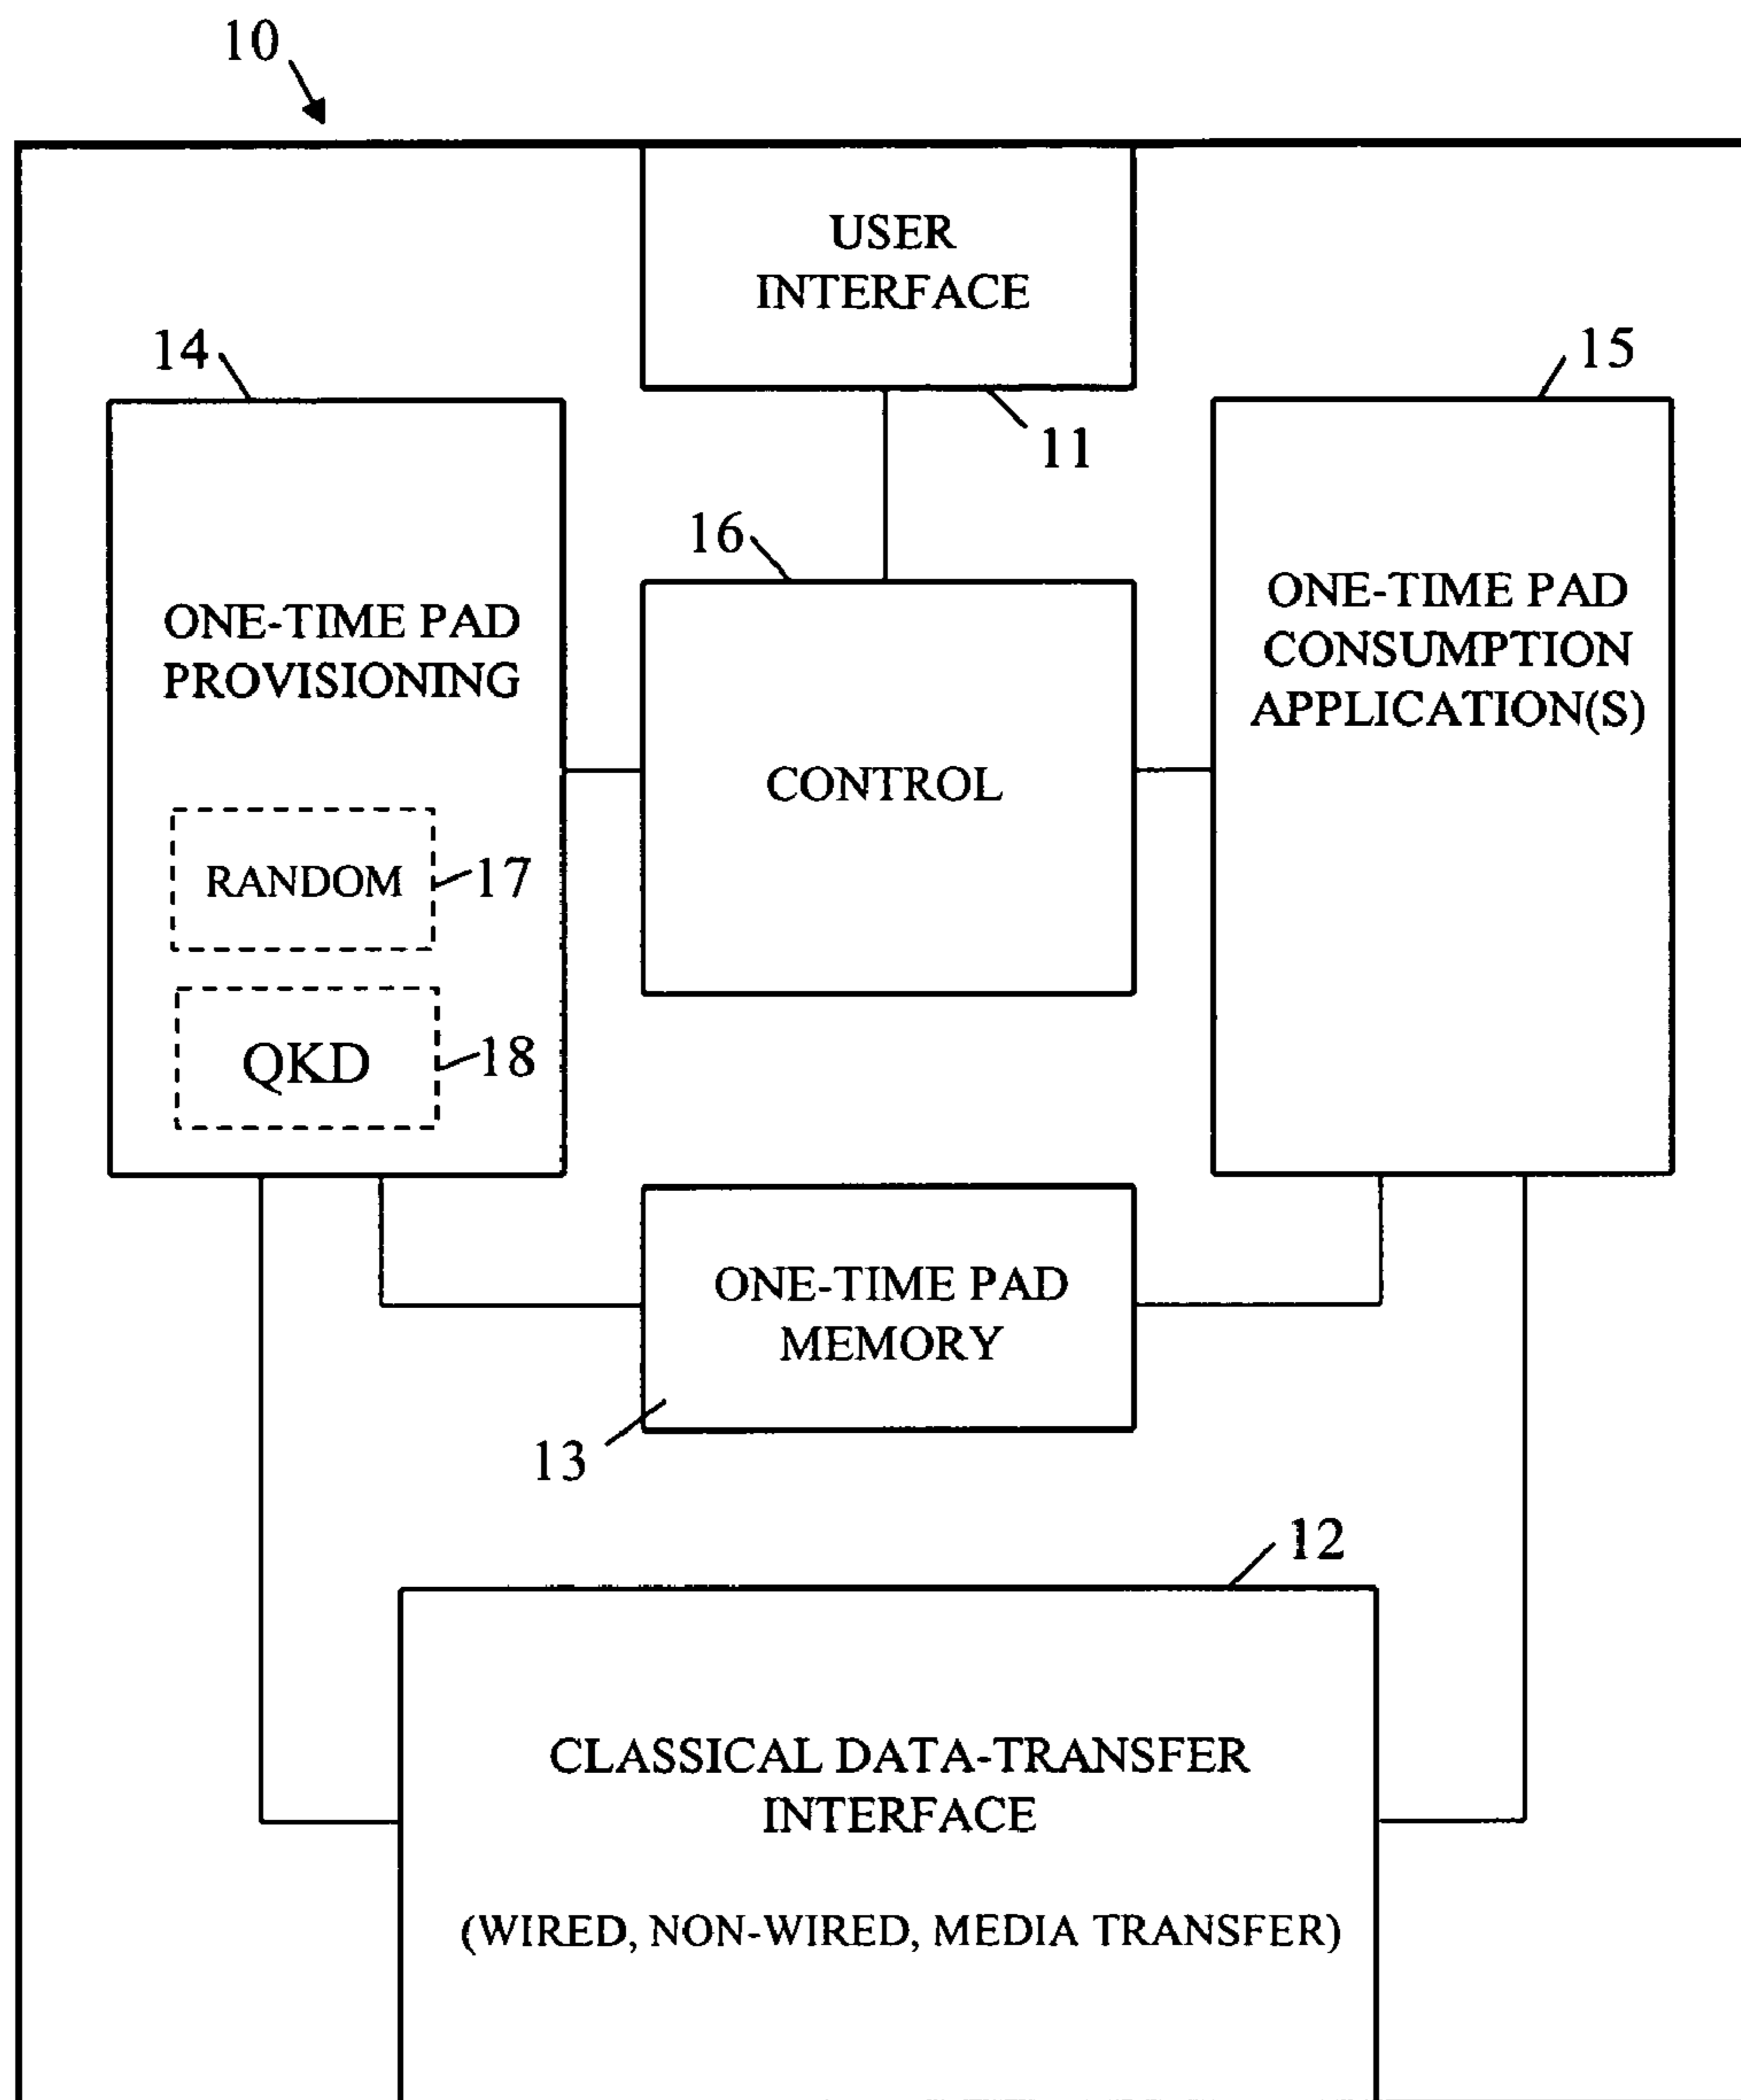 10
USER
INTERFACE
14
15
11
16
ONE-TIME PAD
PROVISIONING
ONE-TIME PAD
CONSUMPTION
APPLICATION(S)
CONTROL
RANDOM
17
QKD
18
ONE-TIME PAD
MEMORY
13
12
CLASSICAL DATA-TRANSFER
INTERFACE
(WIRED, NON-WIRED, MEDIA TRANSFER)